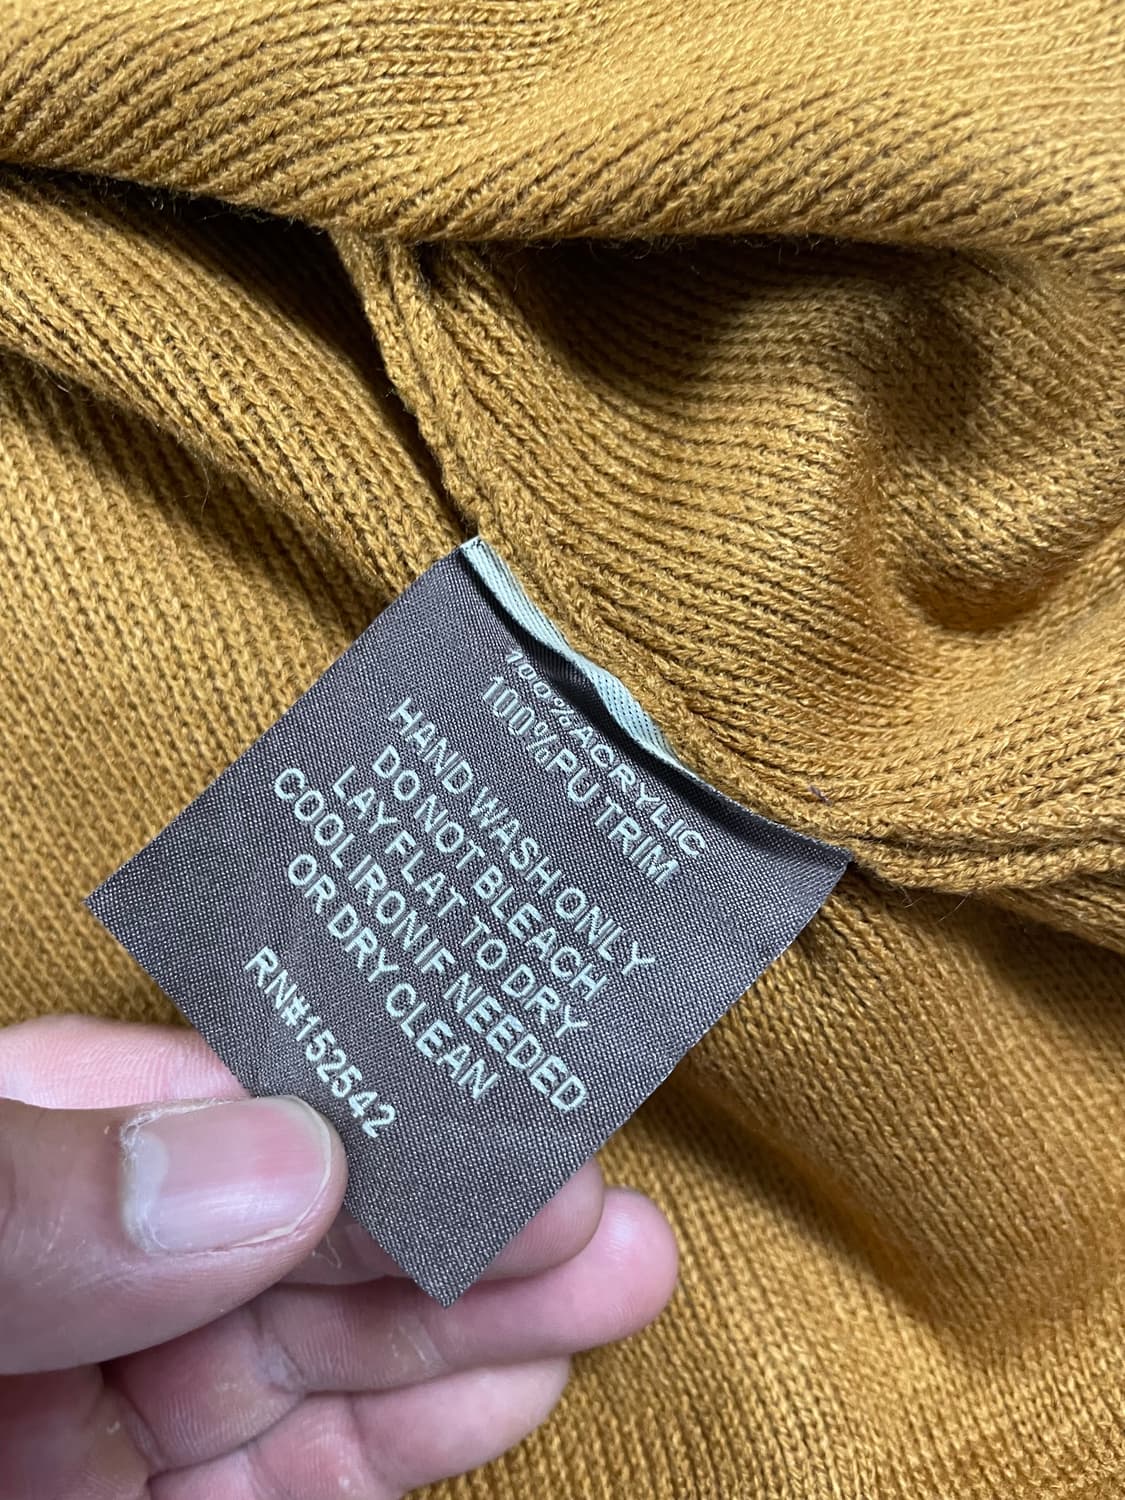 100% ACRYLIC
100% PU TRIM
HAND WASH ONLY
DO NOT BLEACH
LAY FLAT TO DRY
COOL IRON IF NEEDED
OR DRY CLEAN
RN#152542